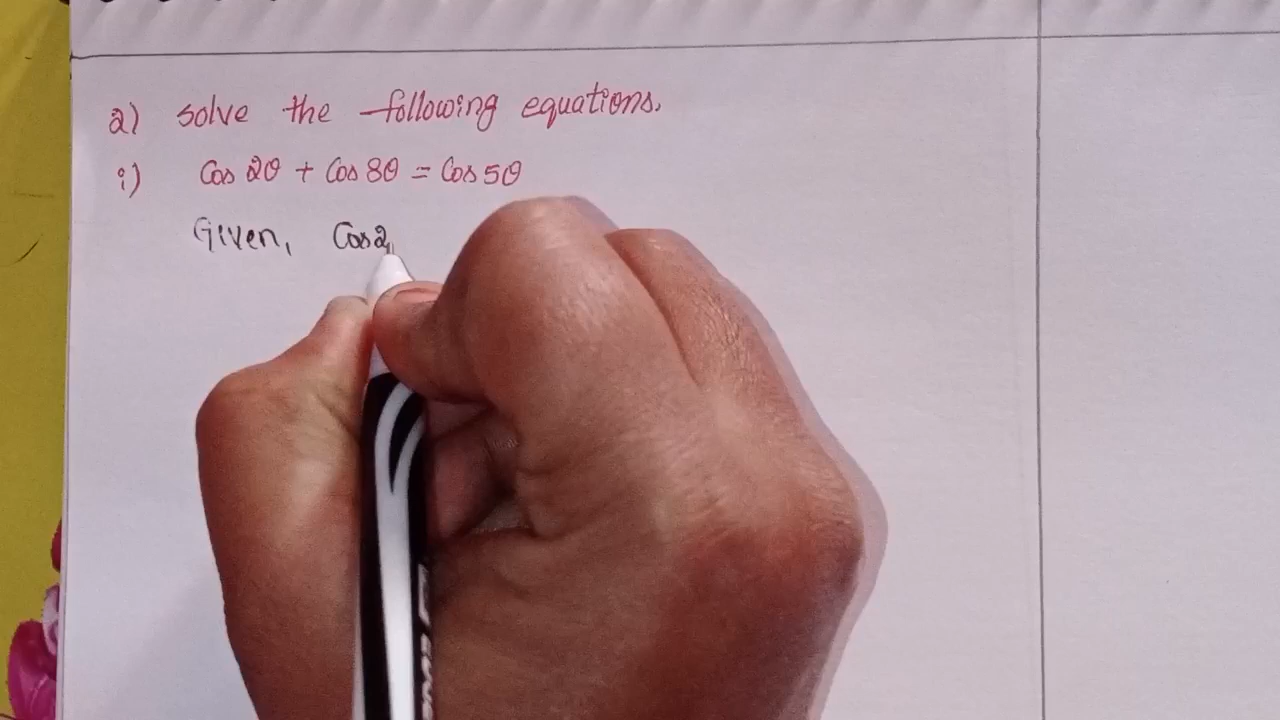 2) solve the following equations.
i) Cos 2θ + Cos 8θ = Cos 5θ
Given, Cos2